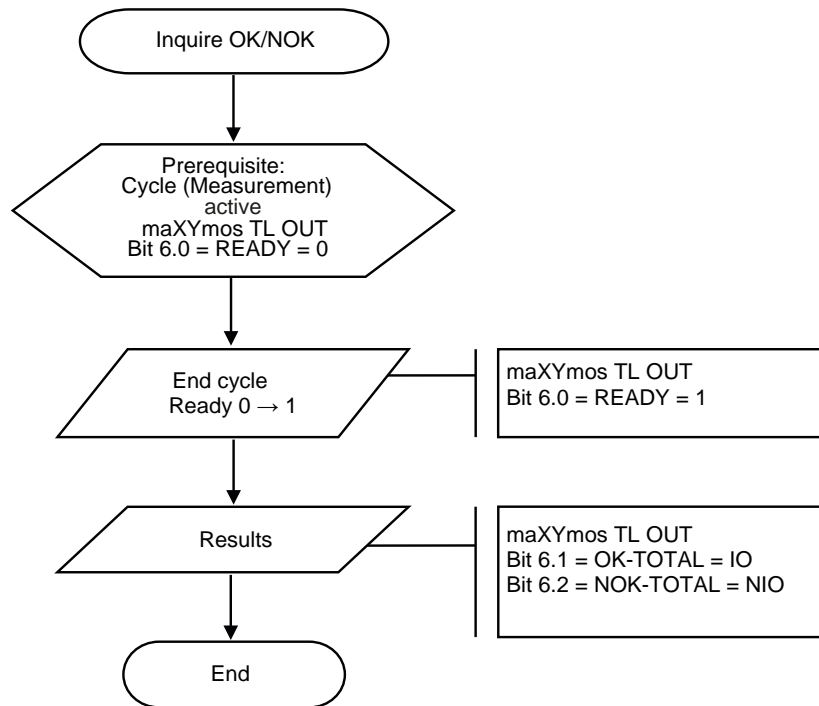 Inquire OK/NOK
Prerequisite:
Cycle (Measurement)
active
maXYmos TL OUT
Bit 6.0 = READY = 0
End cycle
Ready 0 → 1
maXYmos TL OUT
Bit 6.0 = READY = 1
Results
maXYmos TL OUT
Bit 6.1 = OK-TOTAL = IO
Bit 6.2 = NOK-TOTAL = NIO
End